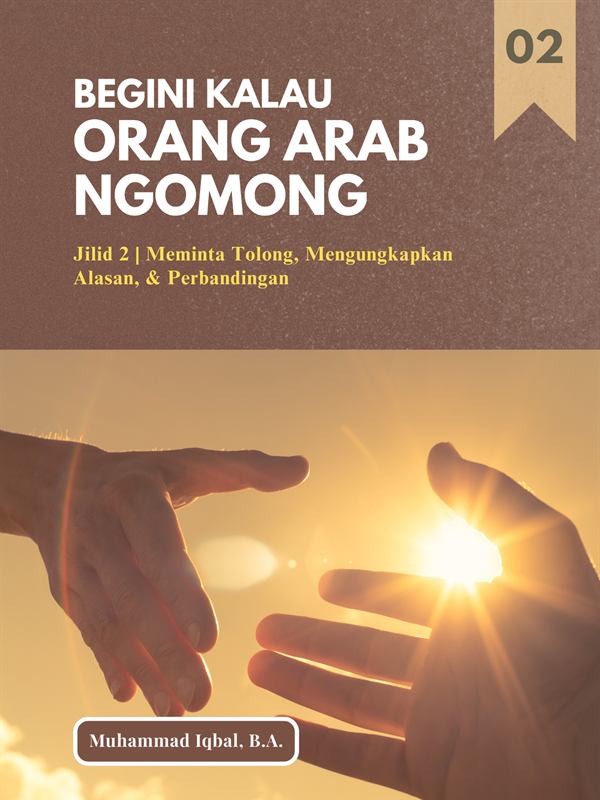 02
BEGINI KALAU
ORANG ARAB
NGOMONG
Jilid 2 | Meminta Tolong, Mengungkapkan
Alasan, & Perbandingan
Muhammad Iqbal, B.A.